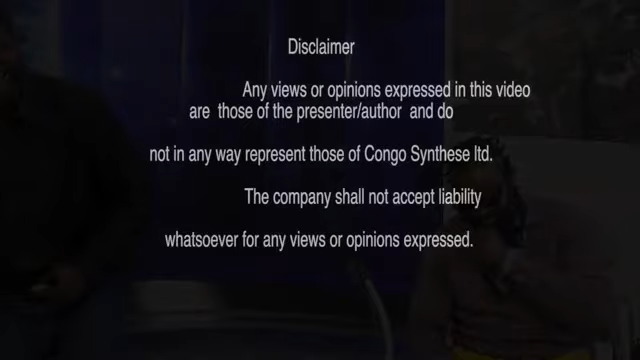 Disclaimer
Any views or opinions expressed in this video
are those of the presenter/author and do
not in any way represent those of Congo Synthese ltd.
The company shall not accept liability
whatsoever for any views or opinions expressed.